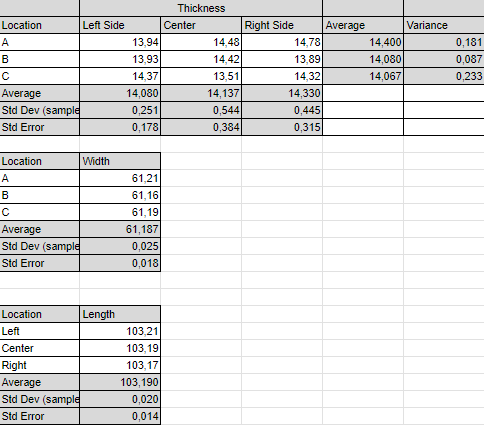 Thickness
Location Left Side Center Right Side Average Variance
A 13,94 14,48 14,78 14,400 0,181
B 13,93 14,42 13,89 14,080 0,087
C 14,37 13,51 14,32 14,067 0,233
Average 14,080 14,137 14,330
Std Dev (sample 0,251 0,544 0,445
Std Error 0,178 0,384 0,315
Location Width
A 61,21
B 61,16
C 61,19
Average 61,187
Std Dev (sample 0,025
Std Error 0,018
Location Length
Left 103,21
Center 103,19
Right 103,17
Average 103,190
Std Dev (sample 0,020
Std Error 0,014